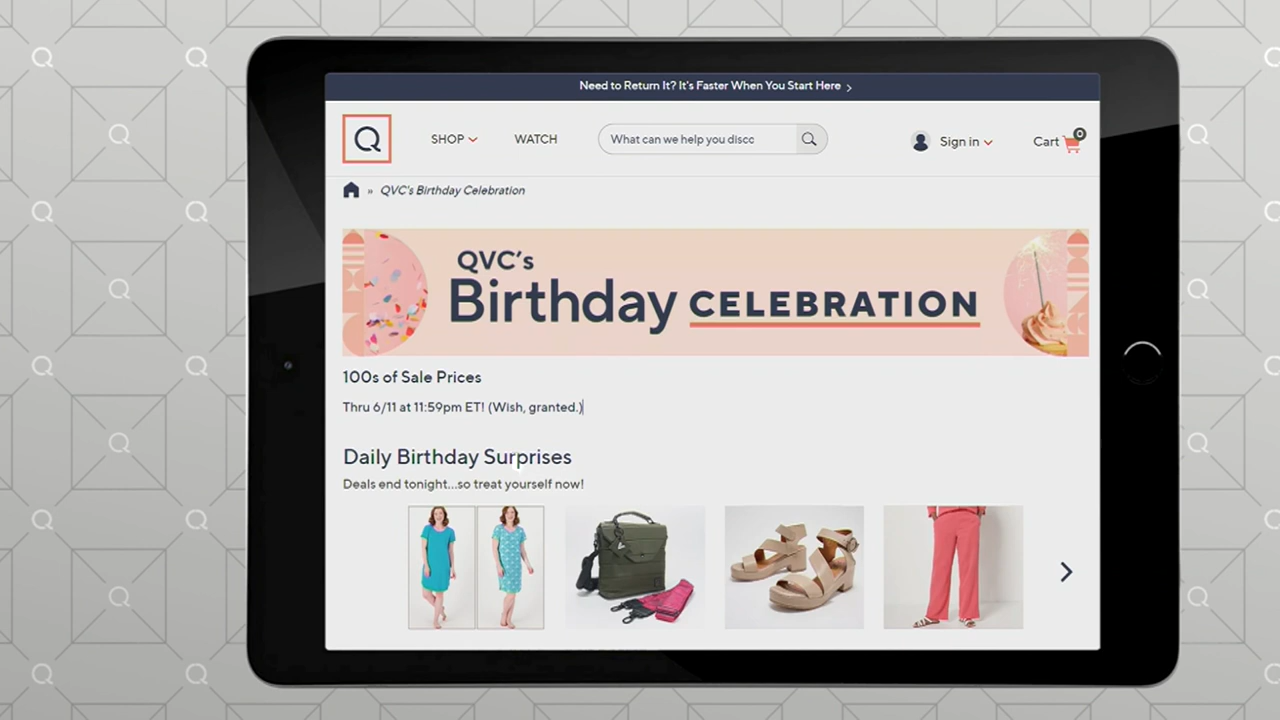 Need to Return It? It's Faster When You Start Here >
Q
SHOP
WATCH
What can we help you disco
Sign in
Cart
0
» QVC's Birthday Celebration
QVC's
Birthday CELEBRATION
100s of Sale Prices
Thru 6/11 at 11:59pm ET! (Wish, granted.)
Daily Birthday Surprises
Deals end tonight...so treat yourself now!